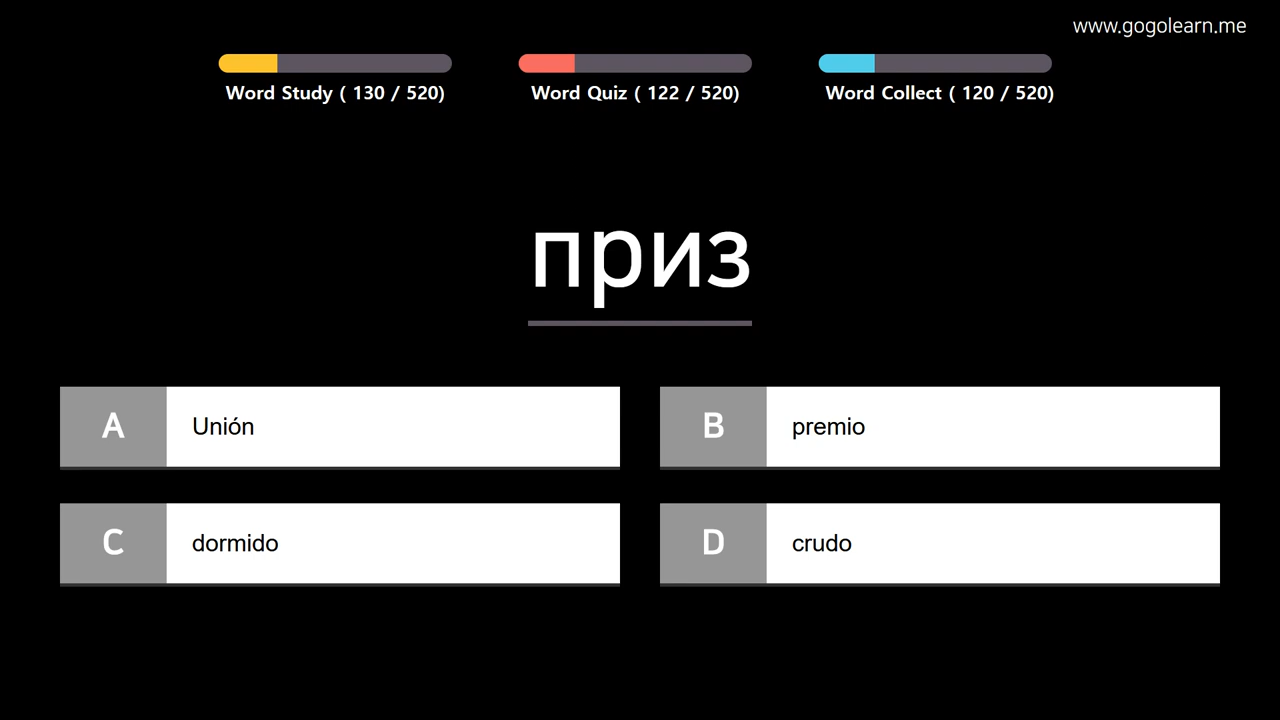 www.gogolearn.me
Word Study ( 130 / 520)
Word Quiz ( 122 / 520)
Word Collect ( 120 / 520)
приз
A Unión
B premio
C dormido
D crudo